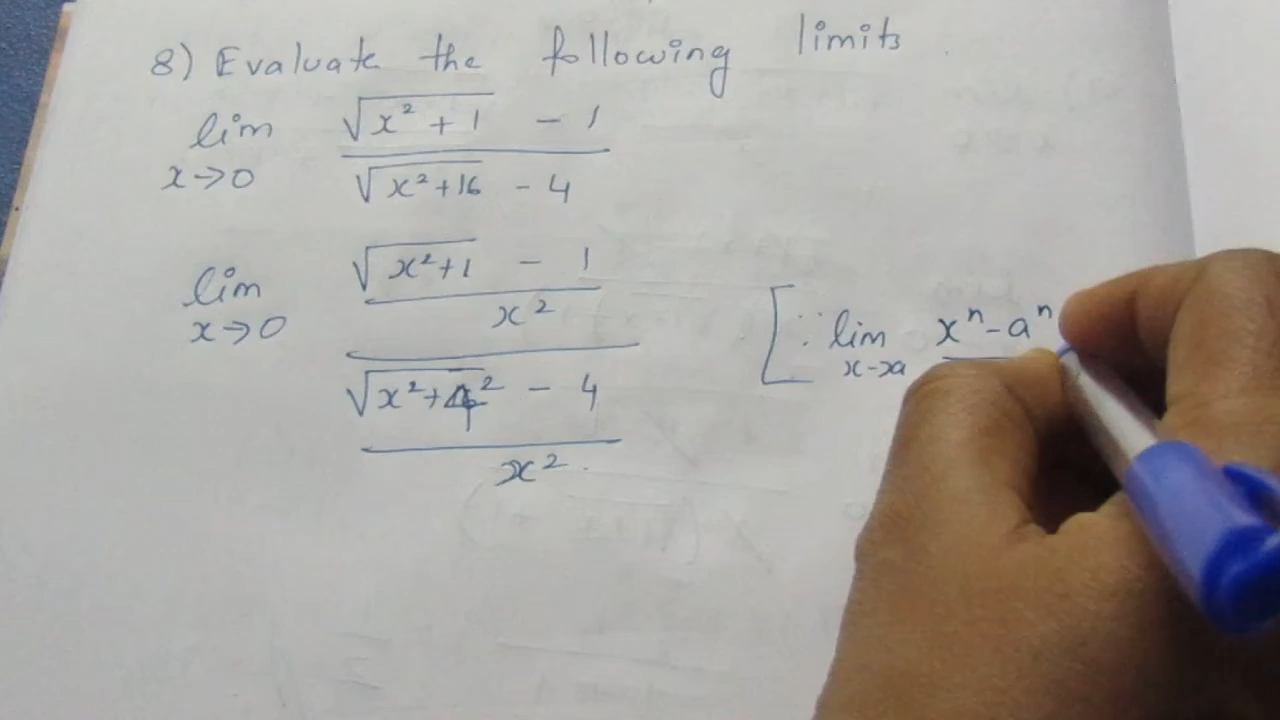 8) Evaluate the following limits
lim x→0 (√(x²+1) - 1) / (√(x²+16) - 4)
lim x→0 ((√(x²+1) - 1) / x²) / ((√(x²+4²) - 4) / x²)
[∵ lim x→a xⁿ-aⁿ